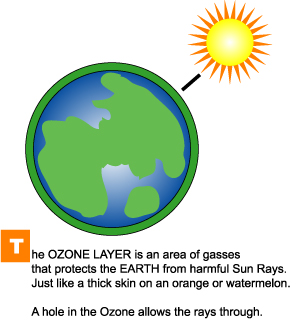 The OZONE LAYER is an area of gasses
that protects the EARTH from harmful Sun Rays.
Just like a thick skin on an orange or watermelon.
A hole in the Ozone allows the rays through.